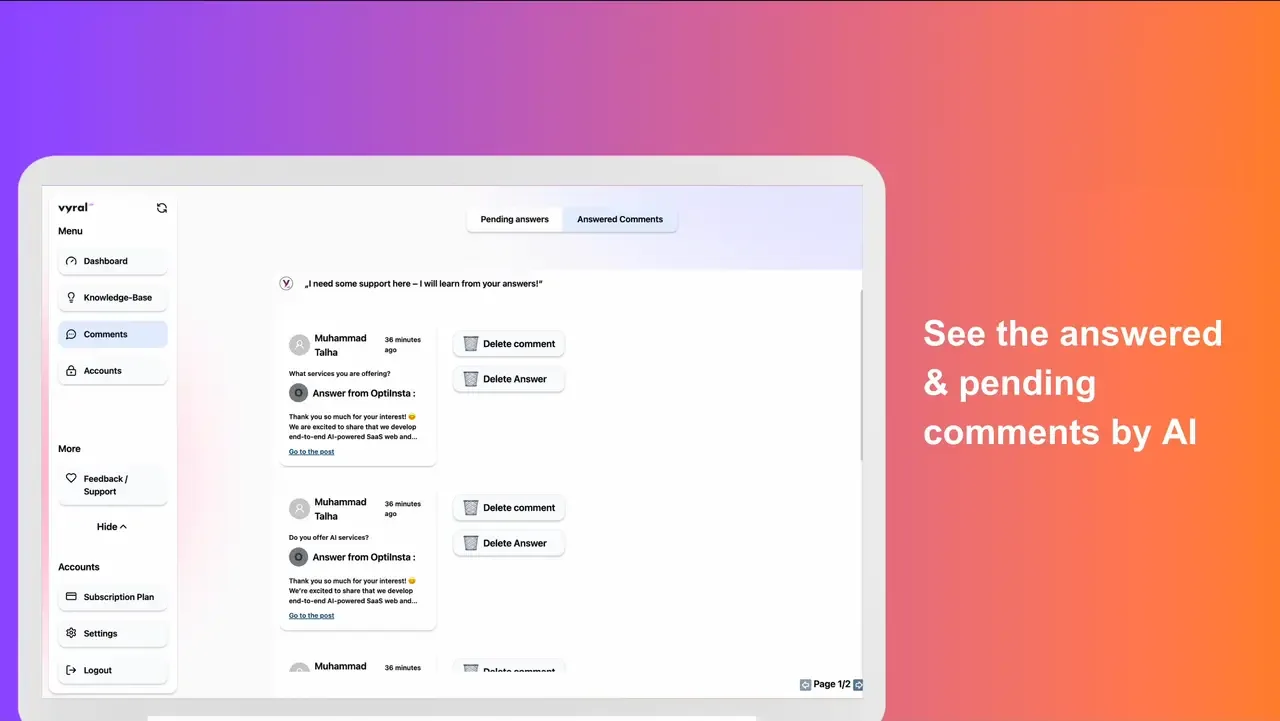 vyral
Menu
Dashboard
Knowledge-Base
Comments
Accounts
More
Feedback /
Support
Hide
Accounts
Subscription Plan
Settings
Logout
Pending answers
Answered Comments
„I need some support here – I will learn from your answers!“
Muhammad
Talha
36 minutes
ago
What services you are offering?
O
Answer from OptiInsta :
Thank you so much for your interest! 😊
We are excited to share that we develop
end-to-end AI-powered SaaS web and...
Go to the post
Delete comment
Delete Answer
Muhammad
Talha
36 minutes
ago
Do you offer AI services?
O
Answer from OptiInsta :
Thank you so much for your interest! 😊
We're excited to share that we develop
end-to-end AI-powered SaaS web and...
Go to the post
Delete comment
Delete Answer
Muhammad
36 minutes
Delete comment
Page 1/2
See the answered
& pending
comments by AI